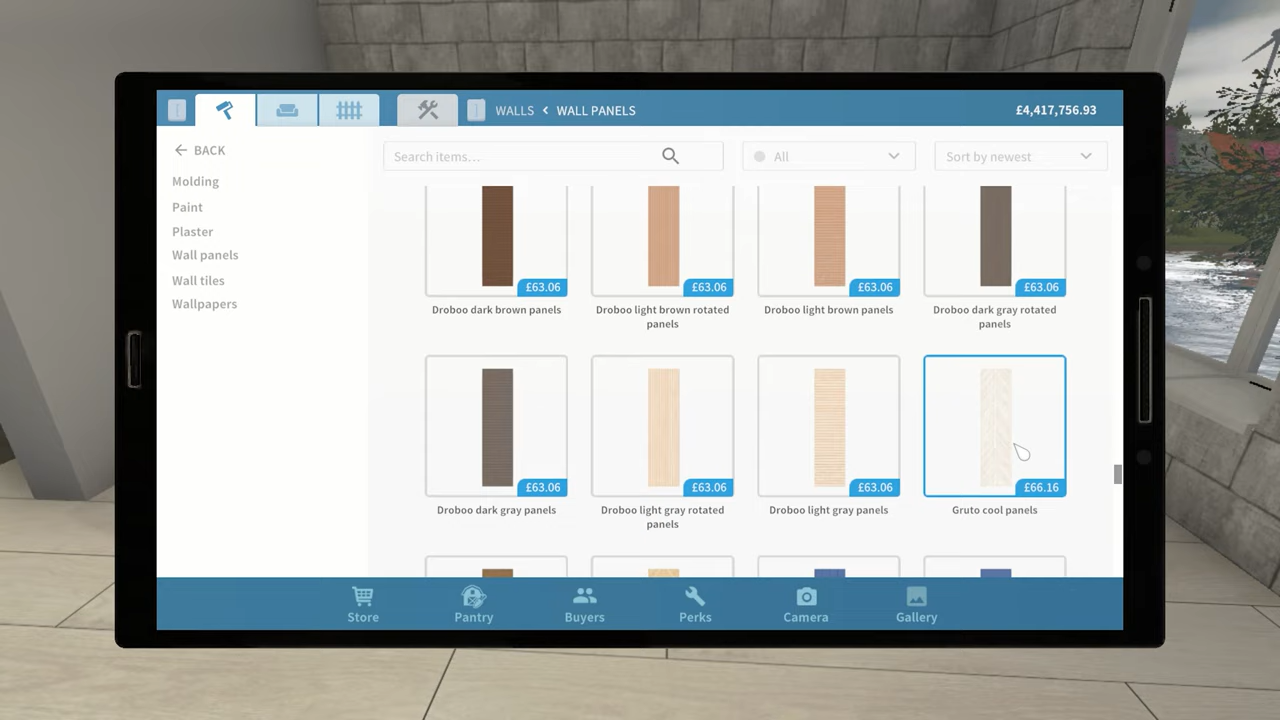 WALLS < WALL PANELS
£4,417,756.93
BACK
Search items...
All
Sort by newest
Molding
Paint
Plaster
Wall panels
Wall tiles
Wallpapers
£63.06
£63.06
£63.06
£63.06
Droboo dark brown panels
Droboo light brown rotated
panels
Droboo light brown panels
Droboo dark gray rotated
panels
£63.06
£63.06
£63.06
£66.16
Droboo dark gray panels
Droboo light gray rotated
panels
Droboo light gray panels
Gruto cool panels
Store
Pantry
Buyers
Perks
Camera
Gallery